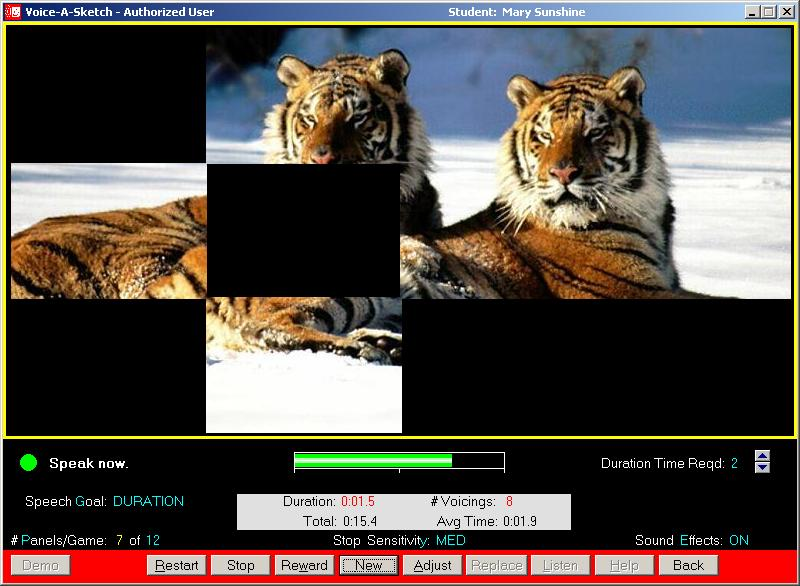 Voice-A-Sketch - Authorized User Student: Mary Sunshine
Speak now. Duration Time Reqd: 2
Speech Goal: DURATION Duration: 0:01.5 # Voicings: 8
Total: 0:15.4 Avg Time: 0:01.9
# Panels/Game: 7 of 12 Stop Sensitivity: MED Sound Effects: ON
Demo Restart Stop Reward New Adjust Replace Listen Help Back